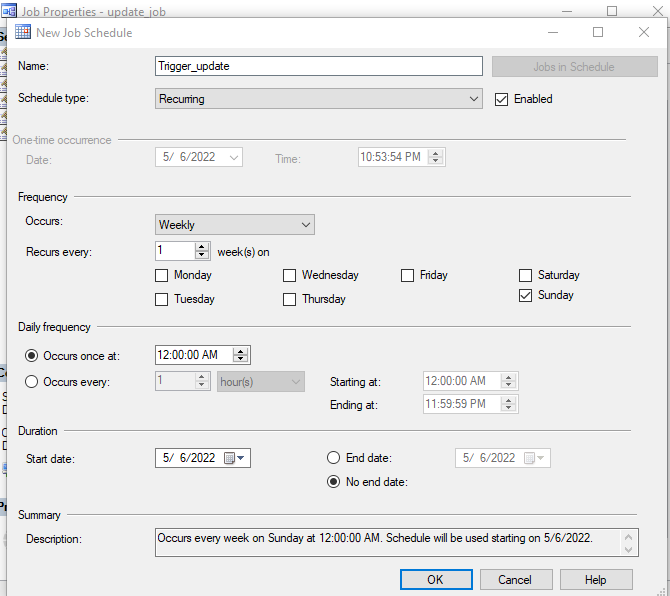 Job Properties - update_job
New Job Schedule
Name: Trigger_update Jobs in Schedule
Schedule type: Recurring Enabled
One-time occurrence
Date: 5/ 6/2022 Time: 10:53:54 PM
Frequency
Occurs: Weekly
Recurs every: 1 week(s) on
Monday Wednesday Friday Saturday
Tuesday Thursday Sunday
Daily frequency
Occurs once at: 12:00:00 AM
Occurs every: 1 hour(s) Starting at: 12:00:00 AM
Ending at: 11:59:59 PM
Duration
Start date: 5/ 6/2022 End date: 5/ 6/2022
No end date:
Summary
Description: Occurs every week on Sunday at 12:00:00 AM. Schedule will be used starting on 5/6/2022.
OK Cancel Help